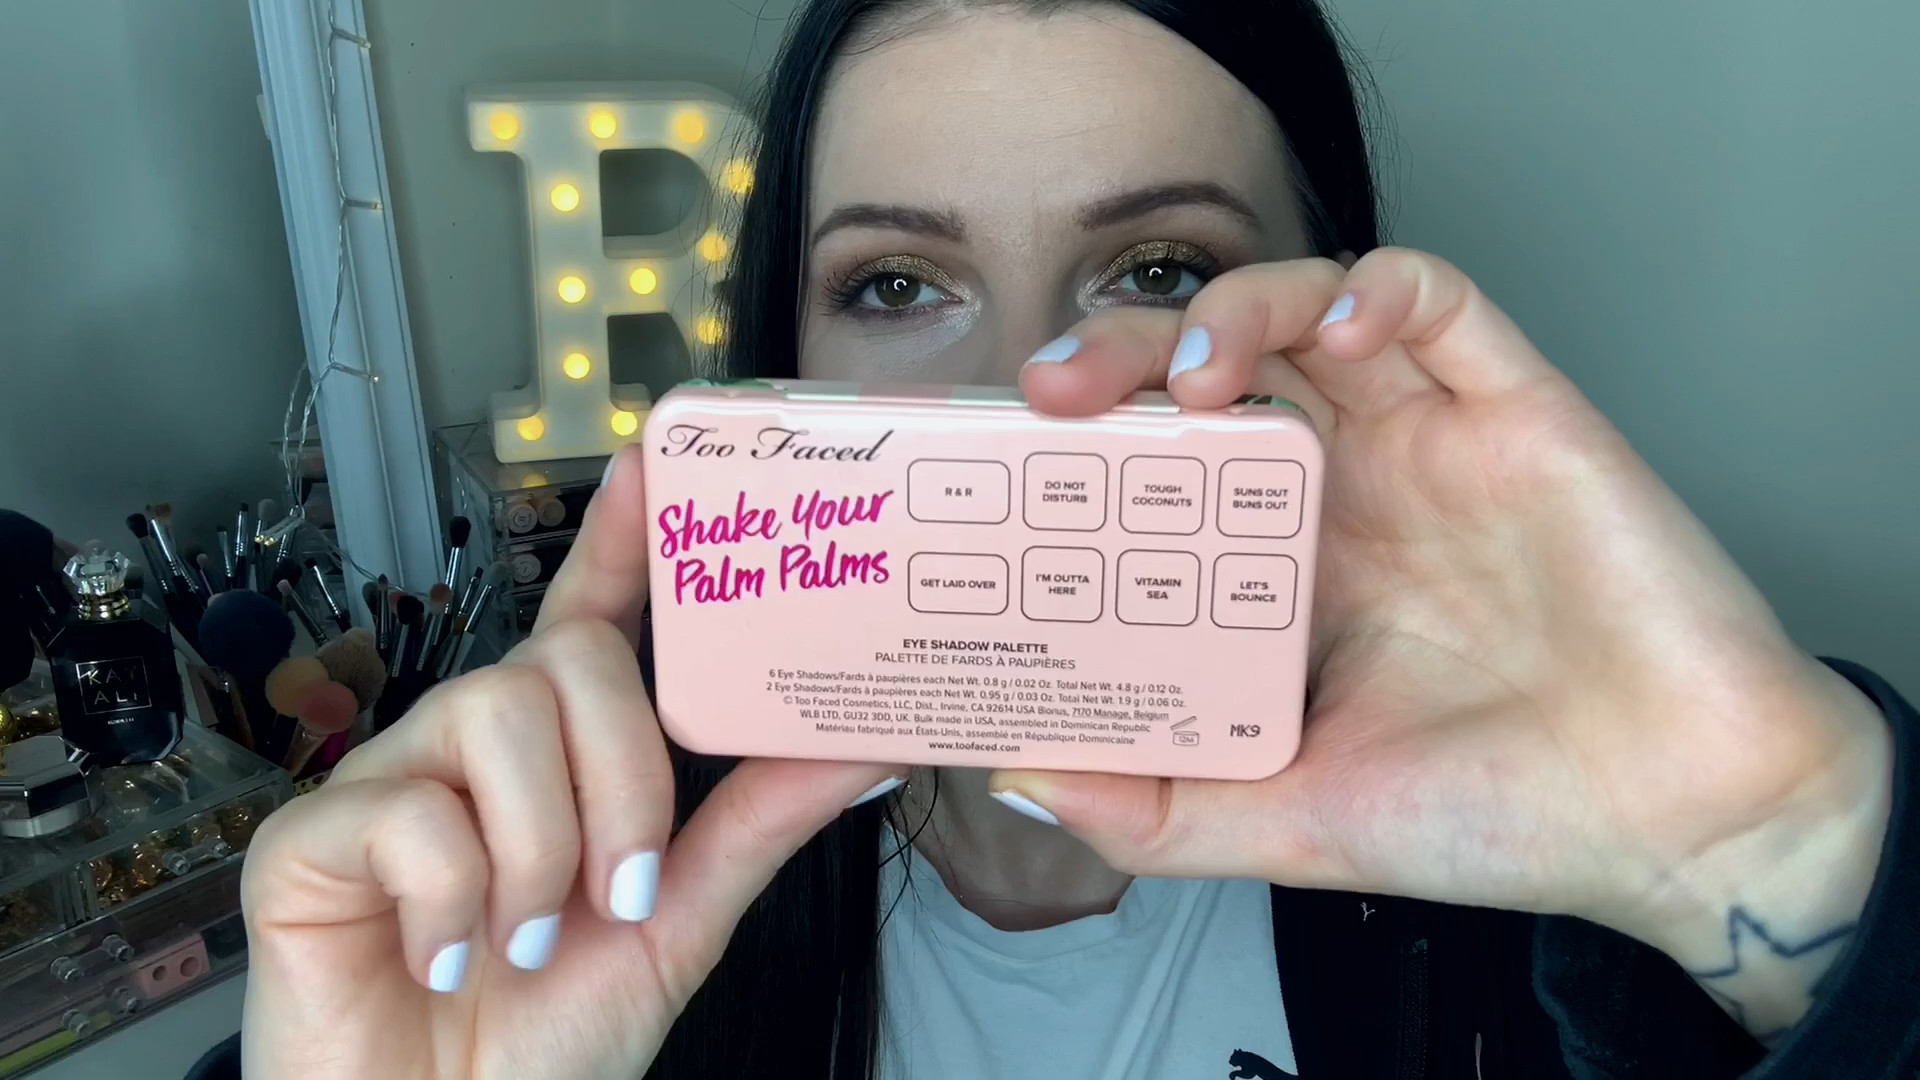 Too Faced
Shake Your
Palm Palms
R & R
DO NOT
DISTURB
TOUGH
COCONUTS
SUNS OUT
BUNS OUT
GET LAID OVER
I'M OUTTA
HERE
VITAMIN
SEA
LET'S
BOUNCE
EYE SHADOW PALETTE
PALETTE DE FARDS À PAUPIÈRES
6 Eye Shadows/Fards à paupières each Net Wt. 0.8 g / 0.02 Oz. Total Net Wt. 4.8 g / 0.12 Oz.
2 Eye Shadows/Fards à paupières each Net Wt. 0.95 g / 0.03 Oz. Total Net Wt. 1.9 g / 0.06 Oz.
© Too Faced Cosmetics, LLC, Dist., Irvine, CA 92614 USA Bionus, 7170 Manage, Belgium
WLB LTD, GU32 3DD, UK. Bulk made in USA, assembled in Dominican Republic
Matériau fabriqué aux États-Unis, assemblé en République Dominicaine
www.toofaced.com
12M
MK9
KAY
ALI
R